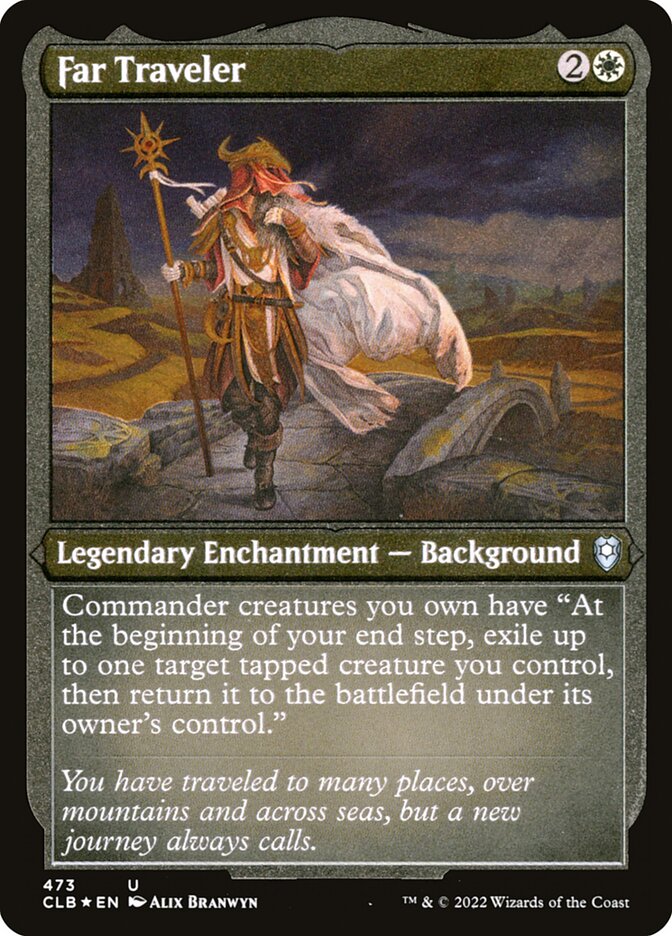 Far Traveler 2
Legendary Enchantment — Background
Commander creatures you own have “At
the beginning of your end step, exile up
to one target tapped creature you control,
then return it to the battlefield under its
owner’s control.”
You have traveled to many places, over
mountains and across seas, but a new
journey always calls.
473 U
CLB★EN Alix Branwyn ™ & © 2022 Wizards of the Coast